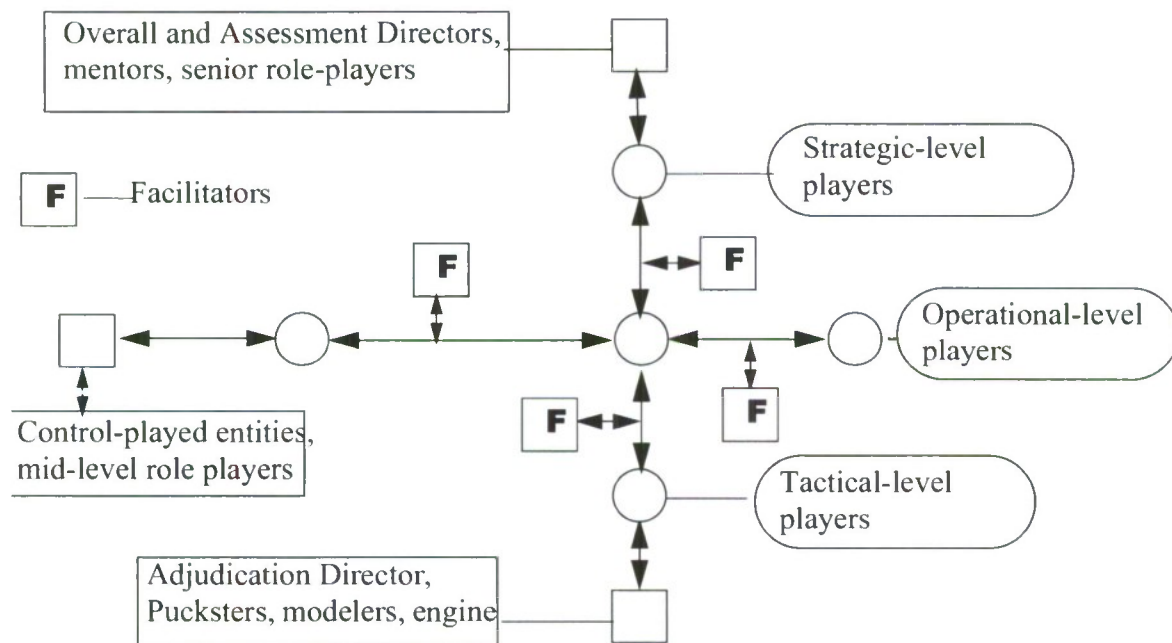 Overall and Assessment Directors,
mentors, senior role-players
Strategic-level
players
F
Facilitators
F
F
Operational-level
players
F
F
Control-played entities,
mid-level role players
Tactical-level
players
Adjudication Director,
Pucksters, modelers, engine